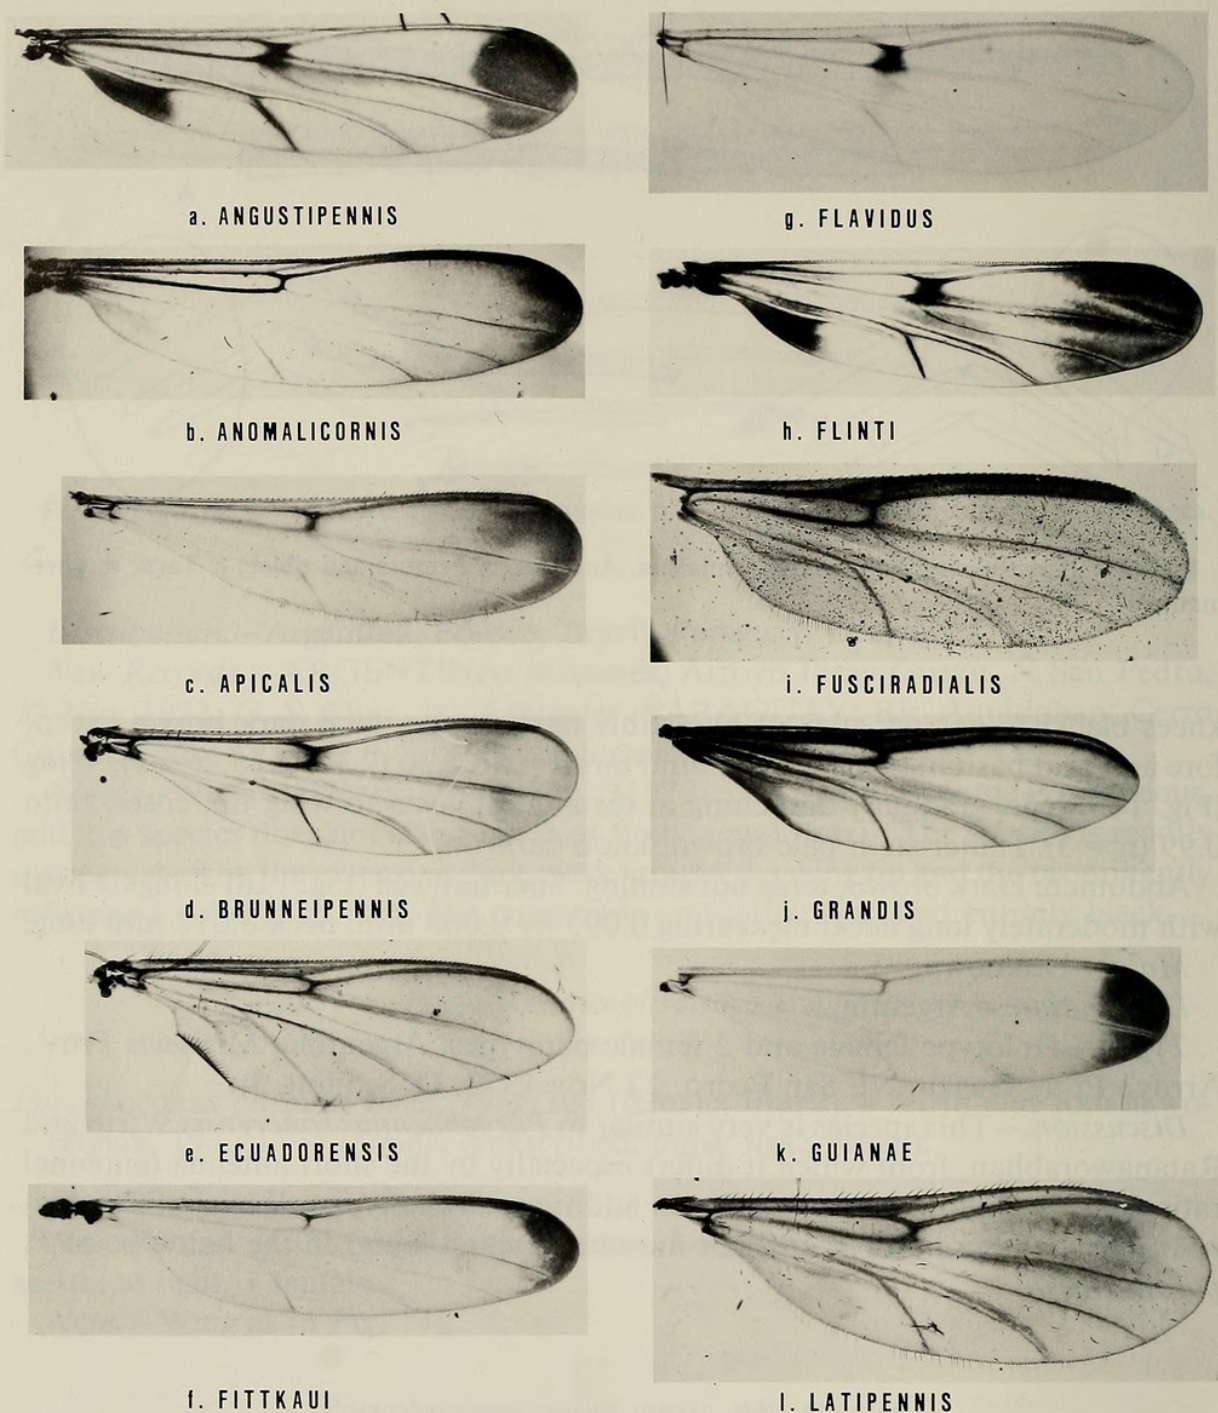 a. ANGUSTIPENNIS
g. FLAVIDUS
b. ANOMALICORNIS
h. FLINTI
c. APICALIS
i. FUSCIRADIALIS
d. BRUNNEIPENNIS
j. GRANDIS
e. ECUADORENSIS
k. GUIANAE
f. FITTKAUI
l. LATIPENNIS